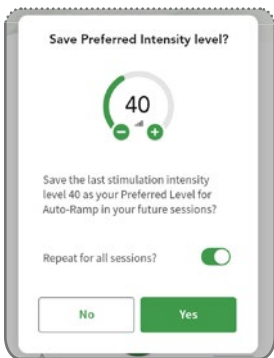 Save Preferred Intensity level?
40
Save the last stimulation intensity
level 40 as your Preferred Level for
Auto-Ramp in your future sessions?
Repeat for all sessions?
No
Yes